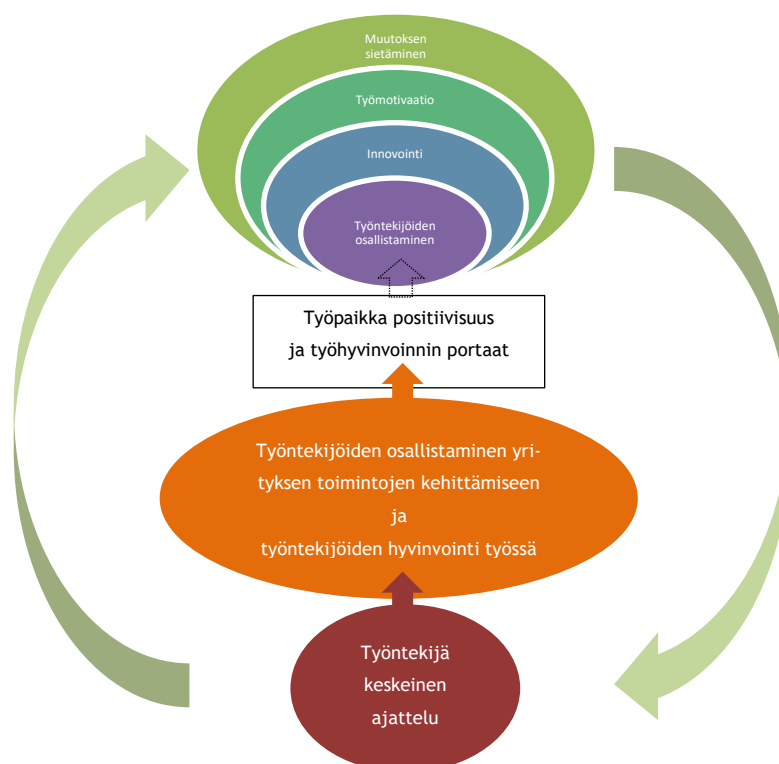 Muutoksen
sietäminen
Työmotivaatio
Innovointi
Työntekijöiden
osallistaminen
Työpaikka positiivisuus
ja työhyvinvoinnin portaat
Työntekijöiden osallistaminen yri-
tyksen toimintojen kehittämiseen
ja
työntekijöiden hyvinvointi työssä
Työntekijä
keskeinen
ajattelu